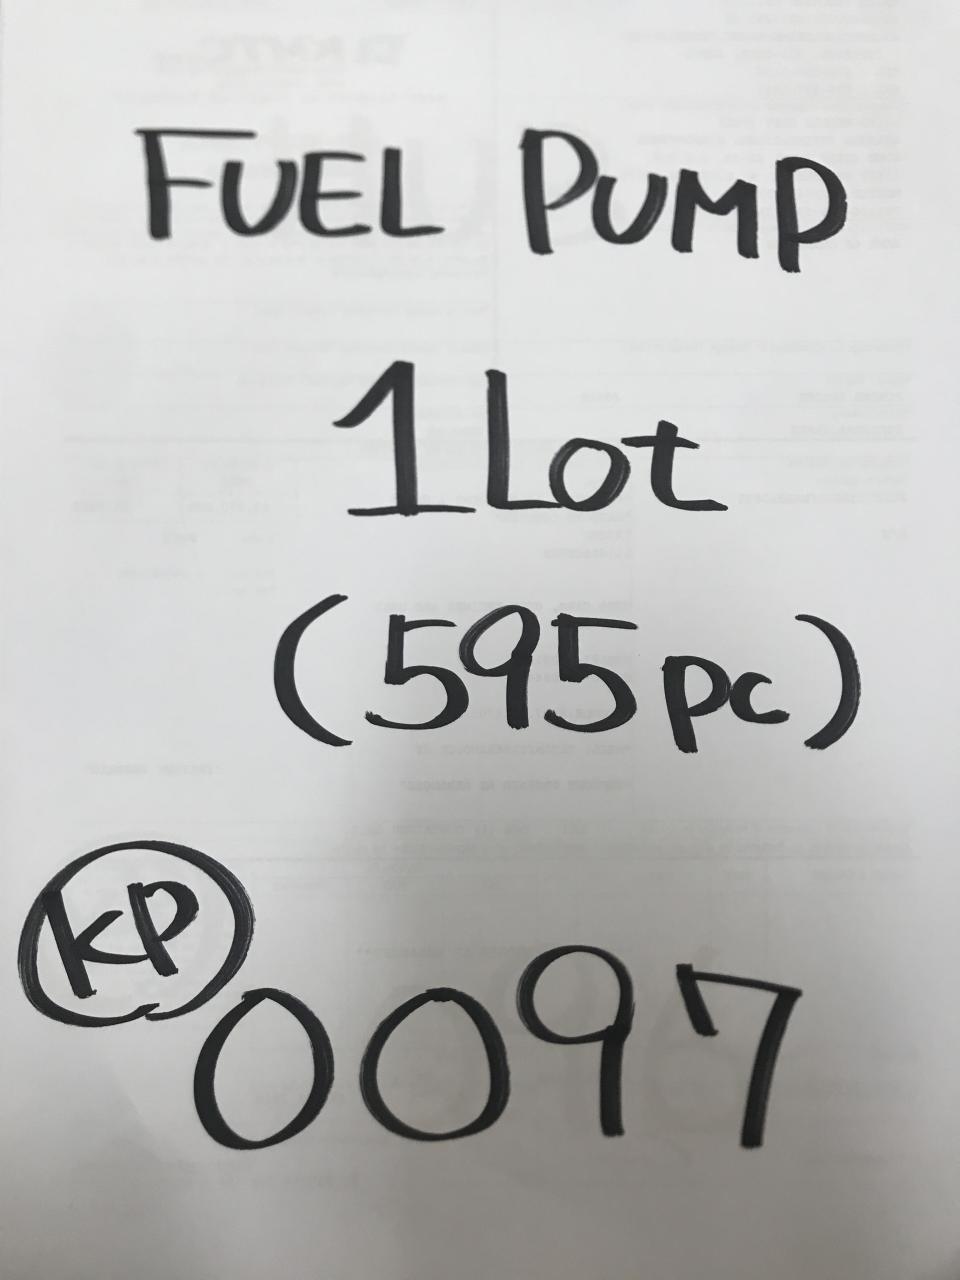 FUEL PUMP
1 Lot
(595 pc)
KP 0097